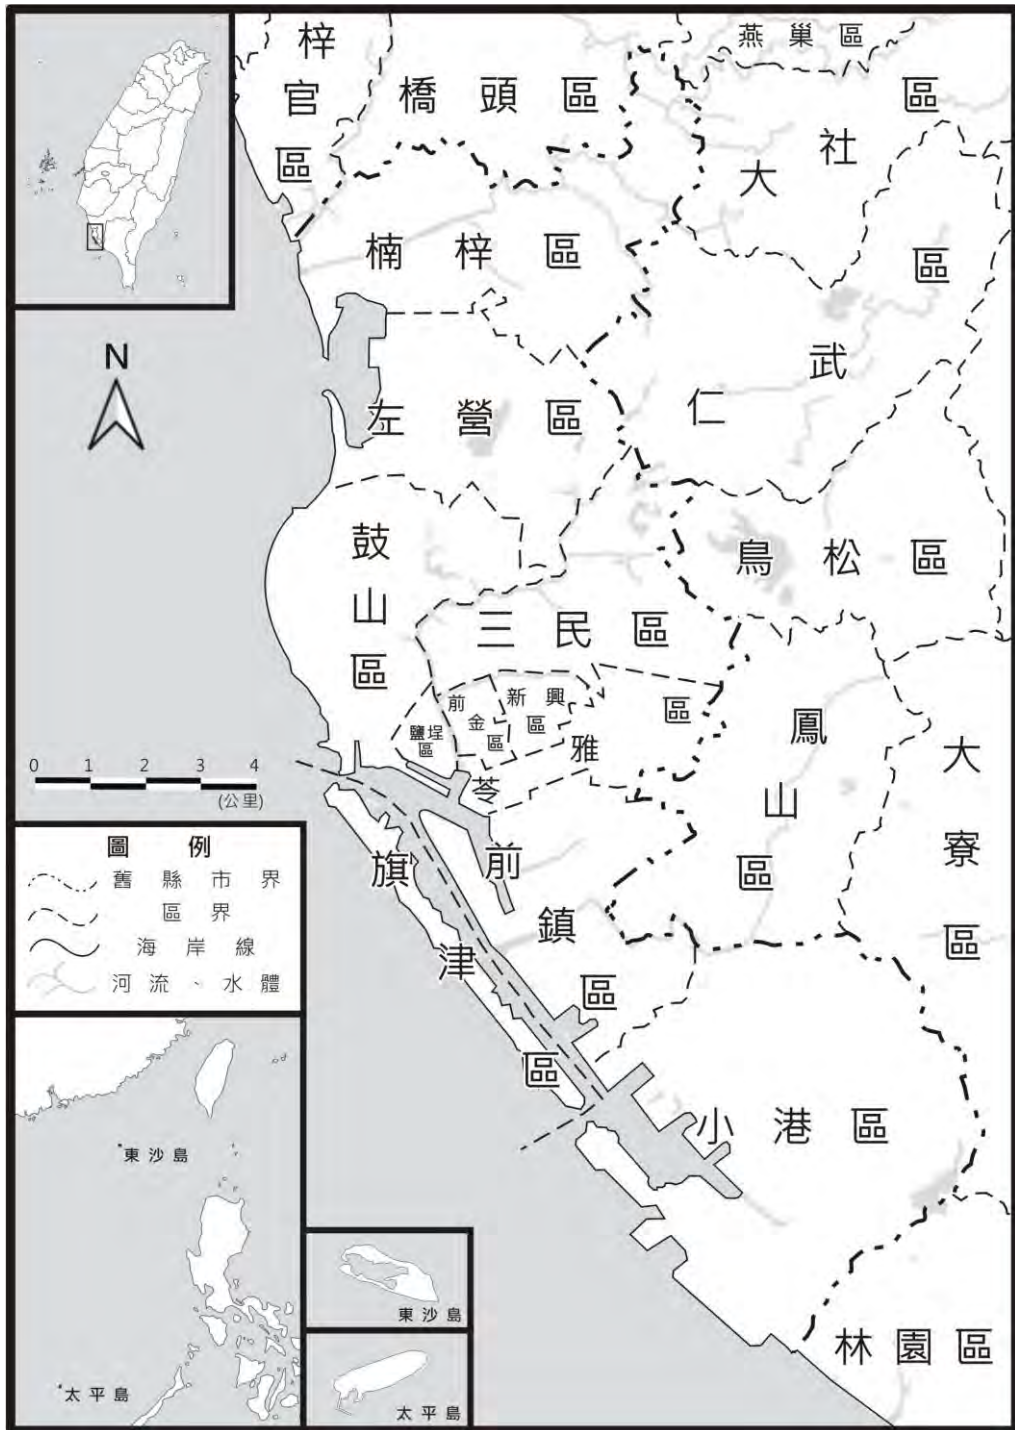 燕巢區
梓官區
橋頭區
大社區
楠梓區
仁武區
N
左營區
鼓山區
鳥松區
三民區
鹽埕區
前金區
新興區
苓雅區
鳳山區
大寮區
前鎮區
旗津區
小港區
林園區
0 1 2 3 4
(公里)
圖例
舊縣市界
區界
海岸線
河流、水體
東沙島
太平島
東沙島
太平島